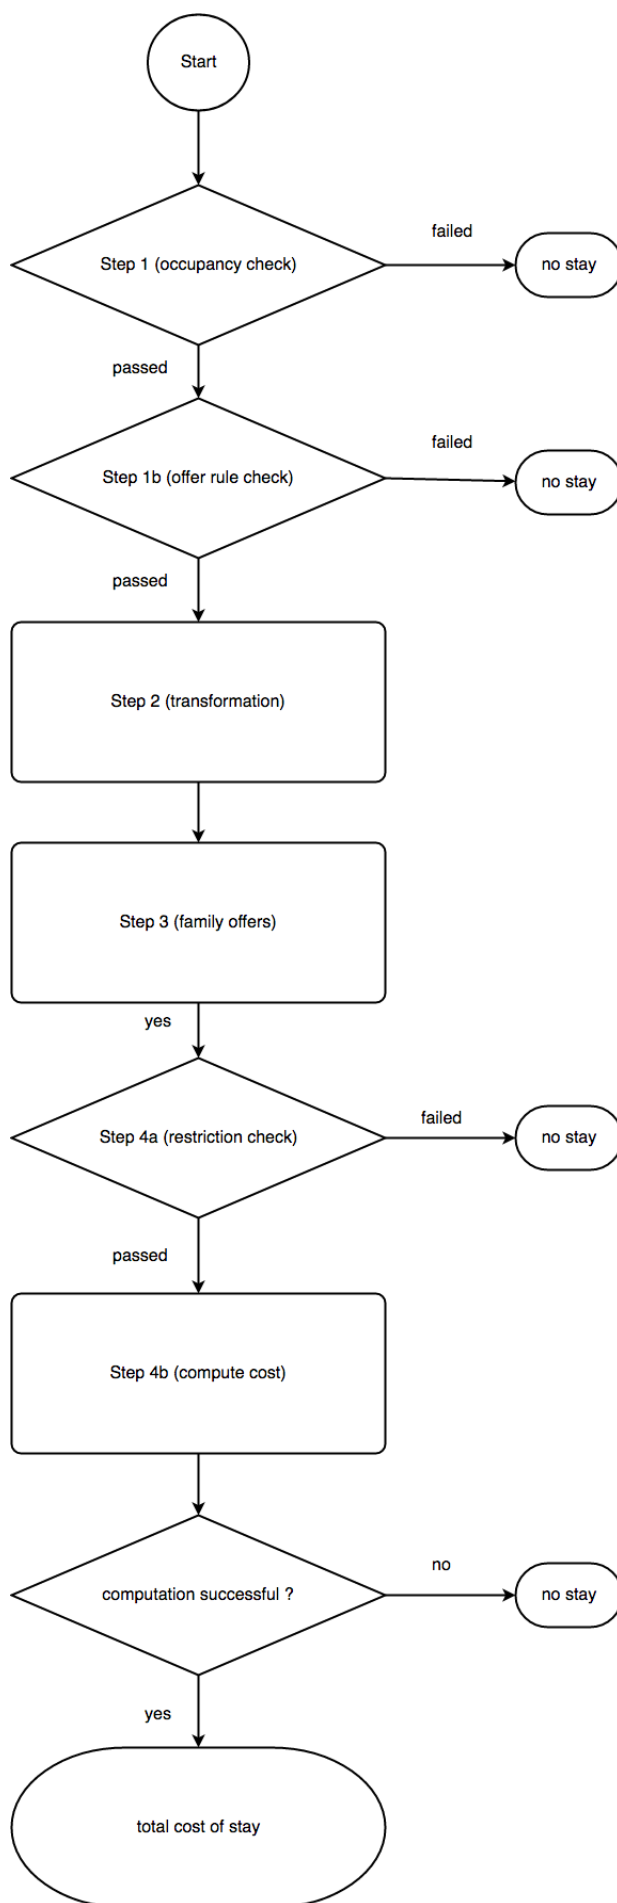 Start
failed
Step 1 (occupancy check)
no stay
passed
failed
Step 1b (offer rule check)
no stay
passed
Step 2 (transformation)
Step 3 (family offers)
yes
failed
Step 4a (restriction check)
no stay
passed
Step 4b (compute cost)
no
computation successful ?
no stay
yes
total cost of stay